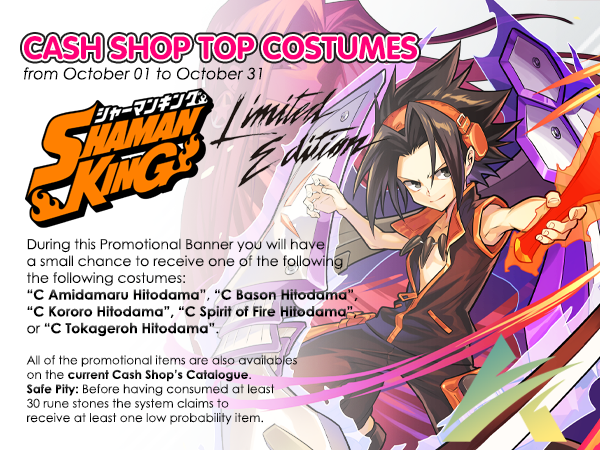 CASH SHOP TOP COSTUMES
from October 01 to October 31
シャーマンキング
SHAMAN
KING
Limited
Edition
During this Promotional Banner you will have
a small chance to receive one of the following
the following costumes:
“C Amidamaru Hitodama”, “C Bason Hitodama”,
“C Kororo Hitodama”, “C Spirit of Fire Hitodama”
or “C Tokageroh Hitodama”.
All of the promotional items are also availables
on the current Cash Shop’s Catalogue.
Safe Pity: Before having consumed at least
30 rune stones the system claims to
receive at least one low probability item.